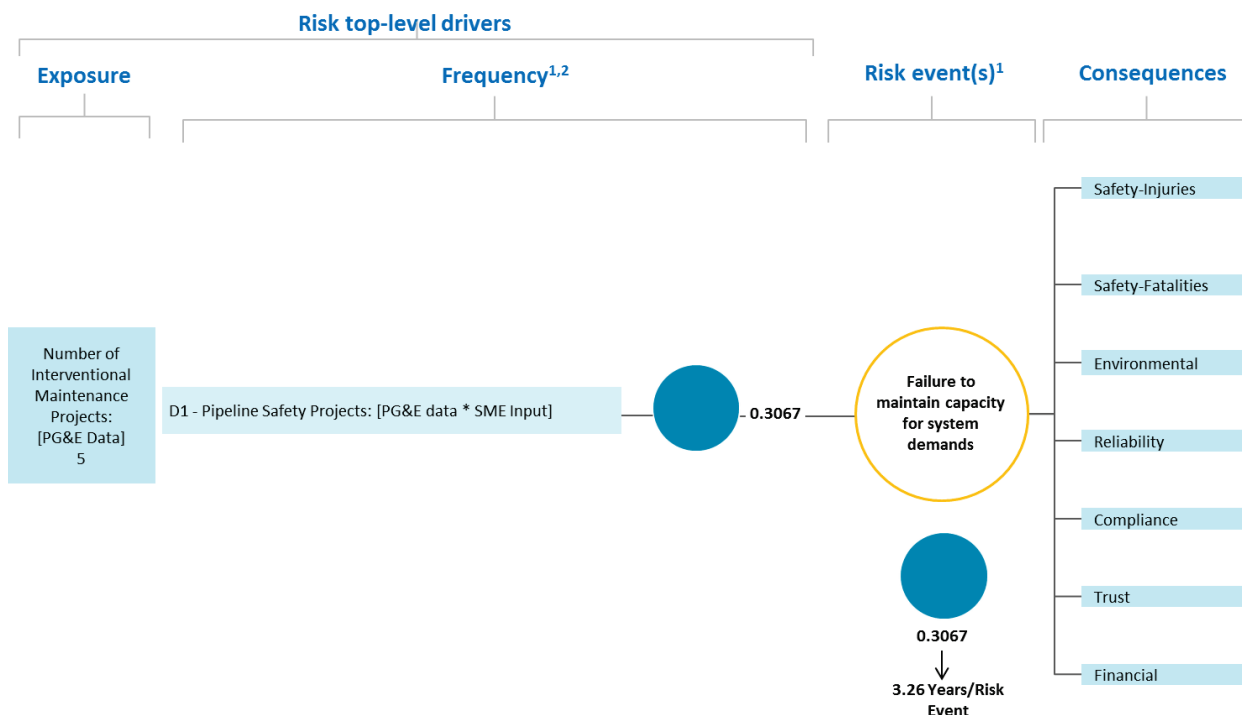 Risk top-level drivers
Exposure
Frequency1,2
Risk event(s)1
Consequences
Number of
Interventional
Maintenance
Projects:
[PG&E Data]
5
D1 - Pipeline Safety Projects: [PG&E data * SME Input]
0.3067
Failure to
maintain capacity
for system
demands
0.3067
3.26 Years/Risk
Event
Safety-Injuries
Safety-Fatalities
Environmental
Reliability
Compliance
Trust
Financial